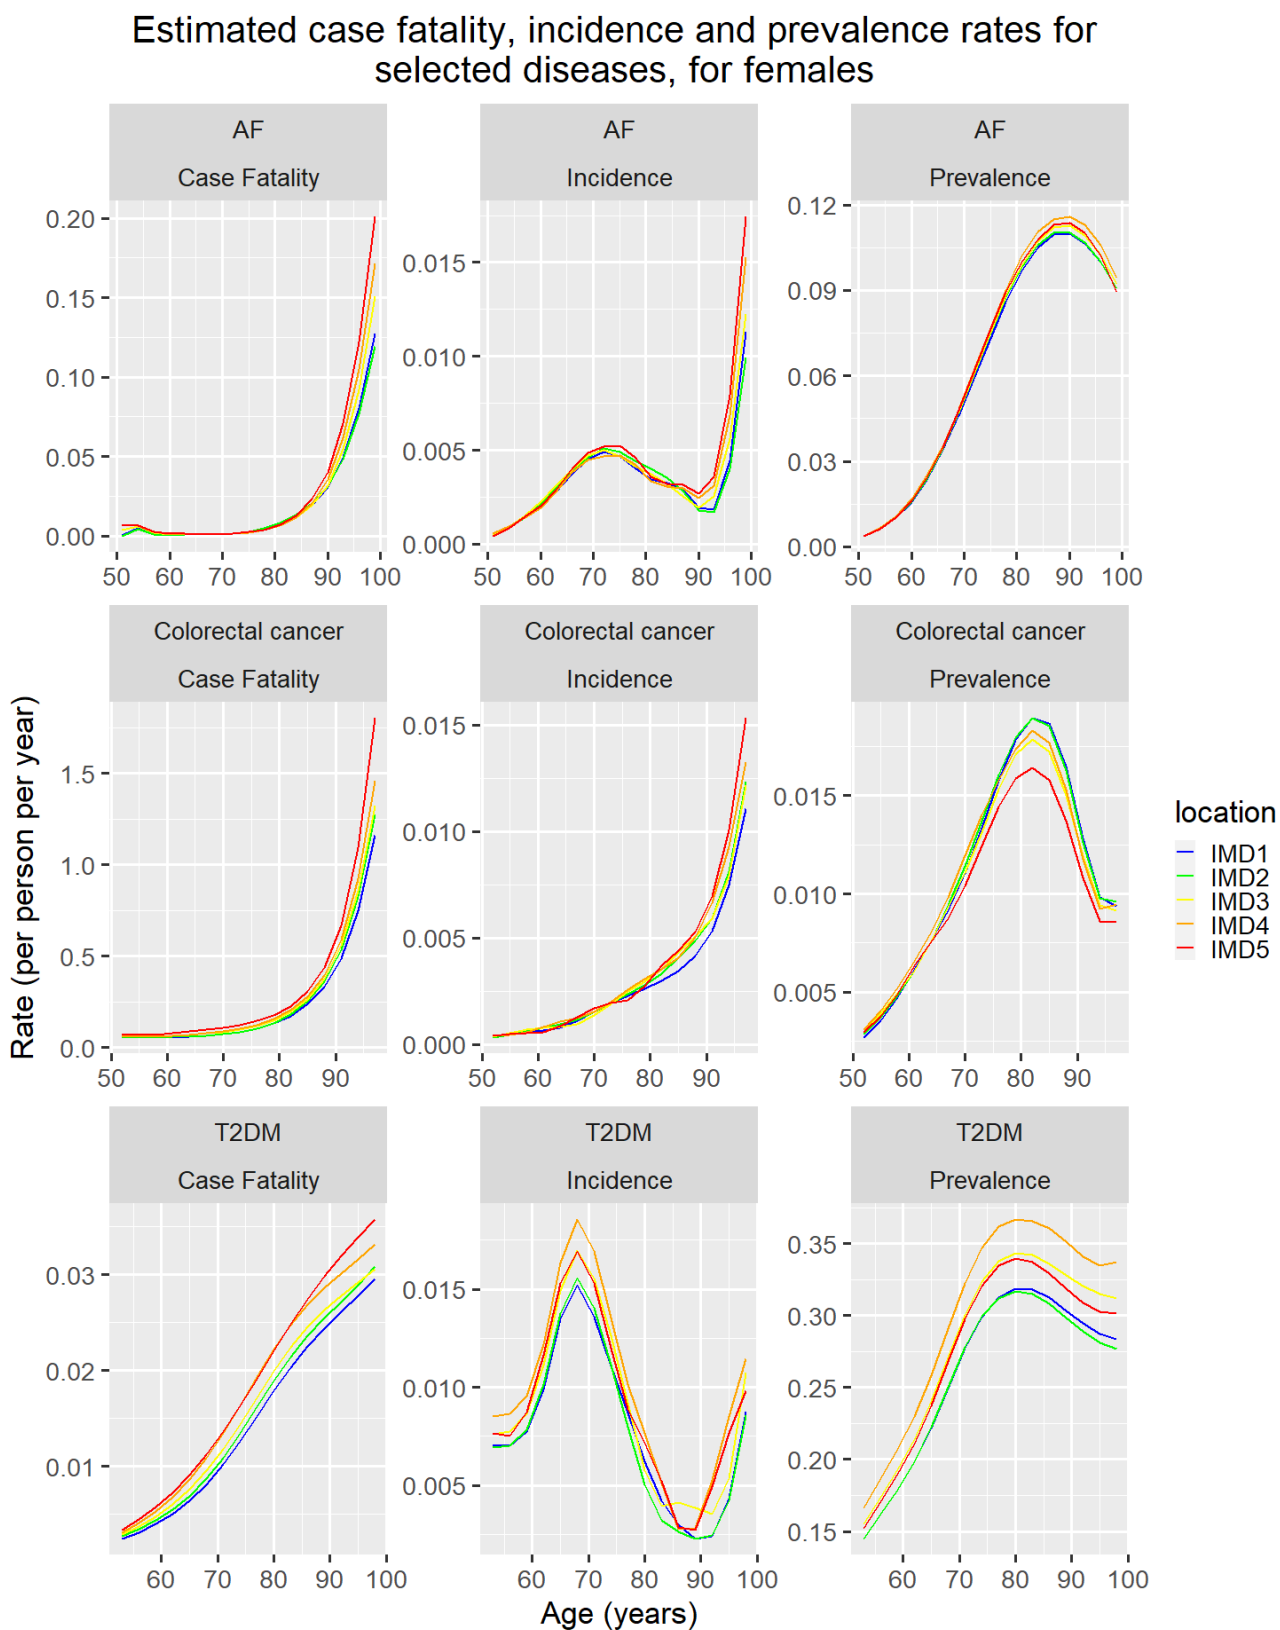 Estimated case fatality, incidence and prevalence rates for
selected diseases, for females
AF
Case Fatality
0.20
0.15
0.10
0.05
0.00
50 60 70 80 90 100
AF
Incidence
0.015
0.010
0.005
0.000
50 60 70 80 90 100
AF
Prevalence
0.12
0.09
0.06
0.03
0.00
50 60 70 80 90 100
Rate (per person per year)
Colorectal cancer
Case Fatality
1.5
1.0
0.5
0.0
50 60 70 80 90
Colorectal cancer
Incidence
0.015
0.010
0.005
0.000
50 60 70 80 90
Colorectal cancer
Prevalence
0.015
0.010
0.005
50 60 70 80 90
location
IMD1
IMD2
IMD3
IMD4
IMD5
T2DM
Case Fatality
0.03
0.02
0.01
60 70 80 90 100
T2DM
Incidence
0.015
0.010
0.005
60 70 80 90 100
T2DM
Prevalence
0.35
0.30
0.25
0.20
0.15
60 70 80 90 100
Age (years)